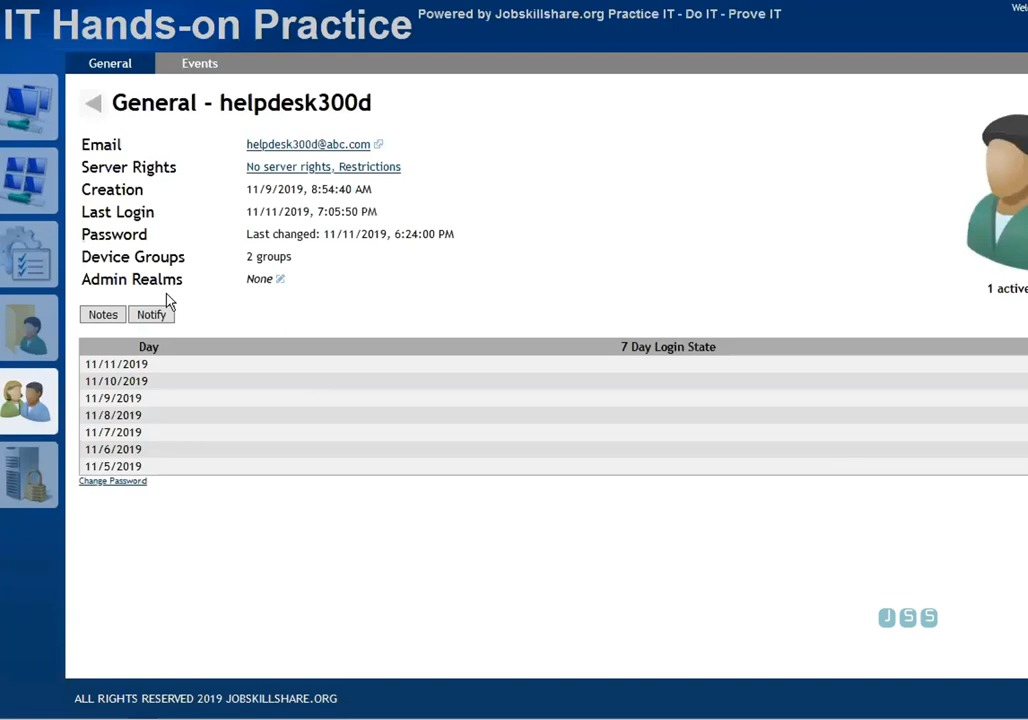 IT Hands-on Practice
Powered by Jobskillshare.org Practice IT - Do IT - Prove IT
Wel
General Events
General - helpdesk300d
Email helpdesk300d@abc.com
Server Rights No server rights, Restrictions
Creation 11/9/2019, 8:54:40 AM
Last Login 11/11/2019, 7:05:50 PM
Password Last changed: 11/11/2019, 6:24:00 PM
Device Groups 2 groups
Admin Realms None
1 active
Notes Notify
Day 7 Day Login State
11/11/2019
11/10/2019
11/9/2019
11/8/2019
11/7/2019
11/6/2019
11/5/2019
Change Password
J S S
ALL RIGHTS RESERVED 2019 JOBSKILLSHARE.ORG